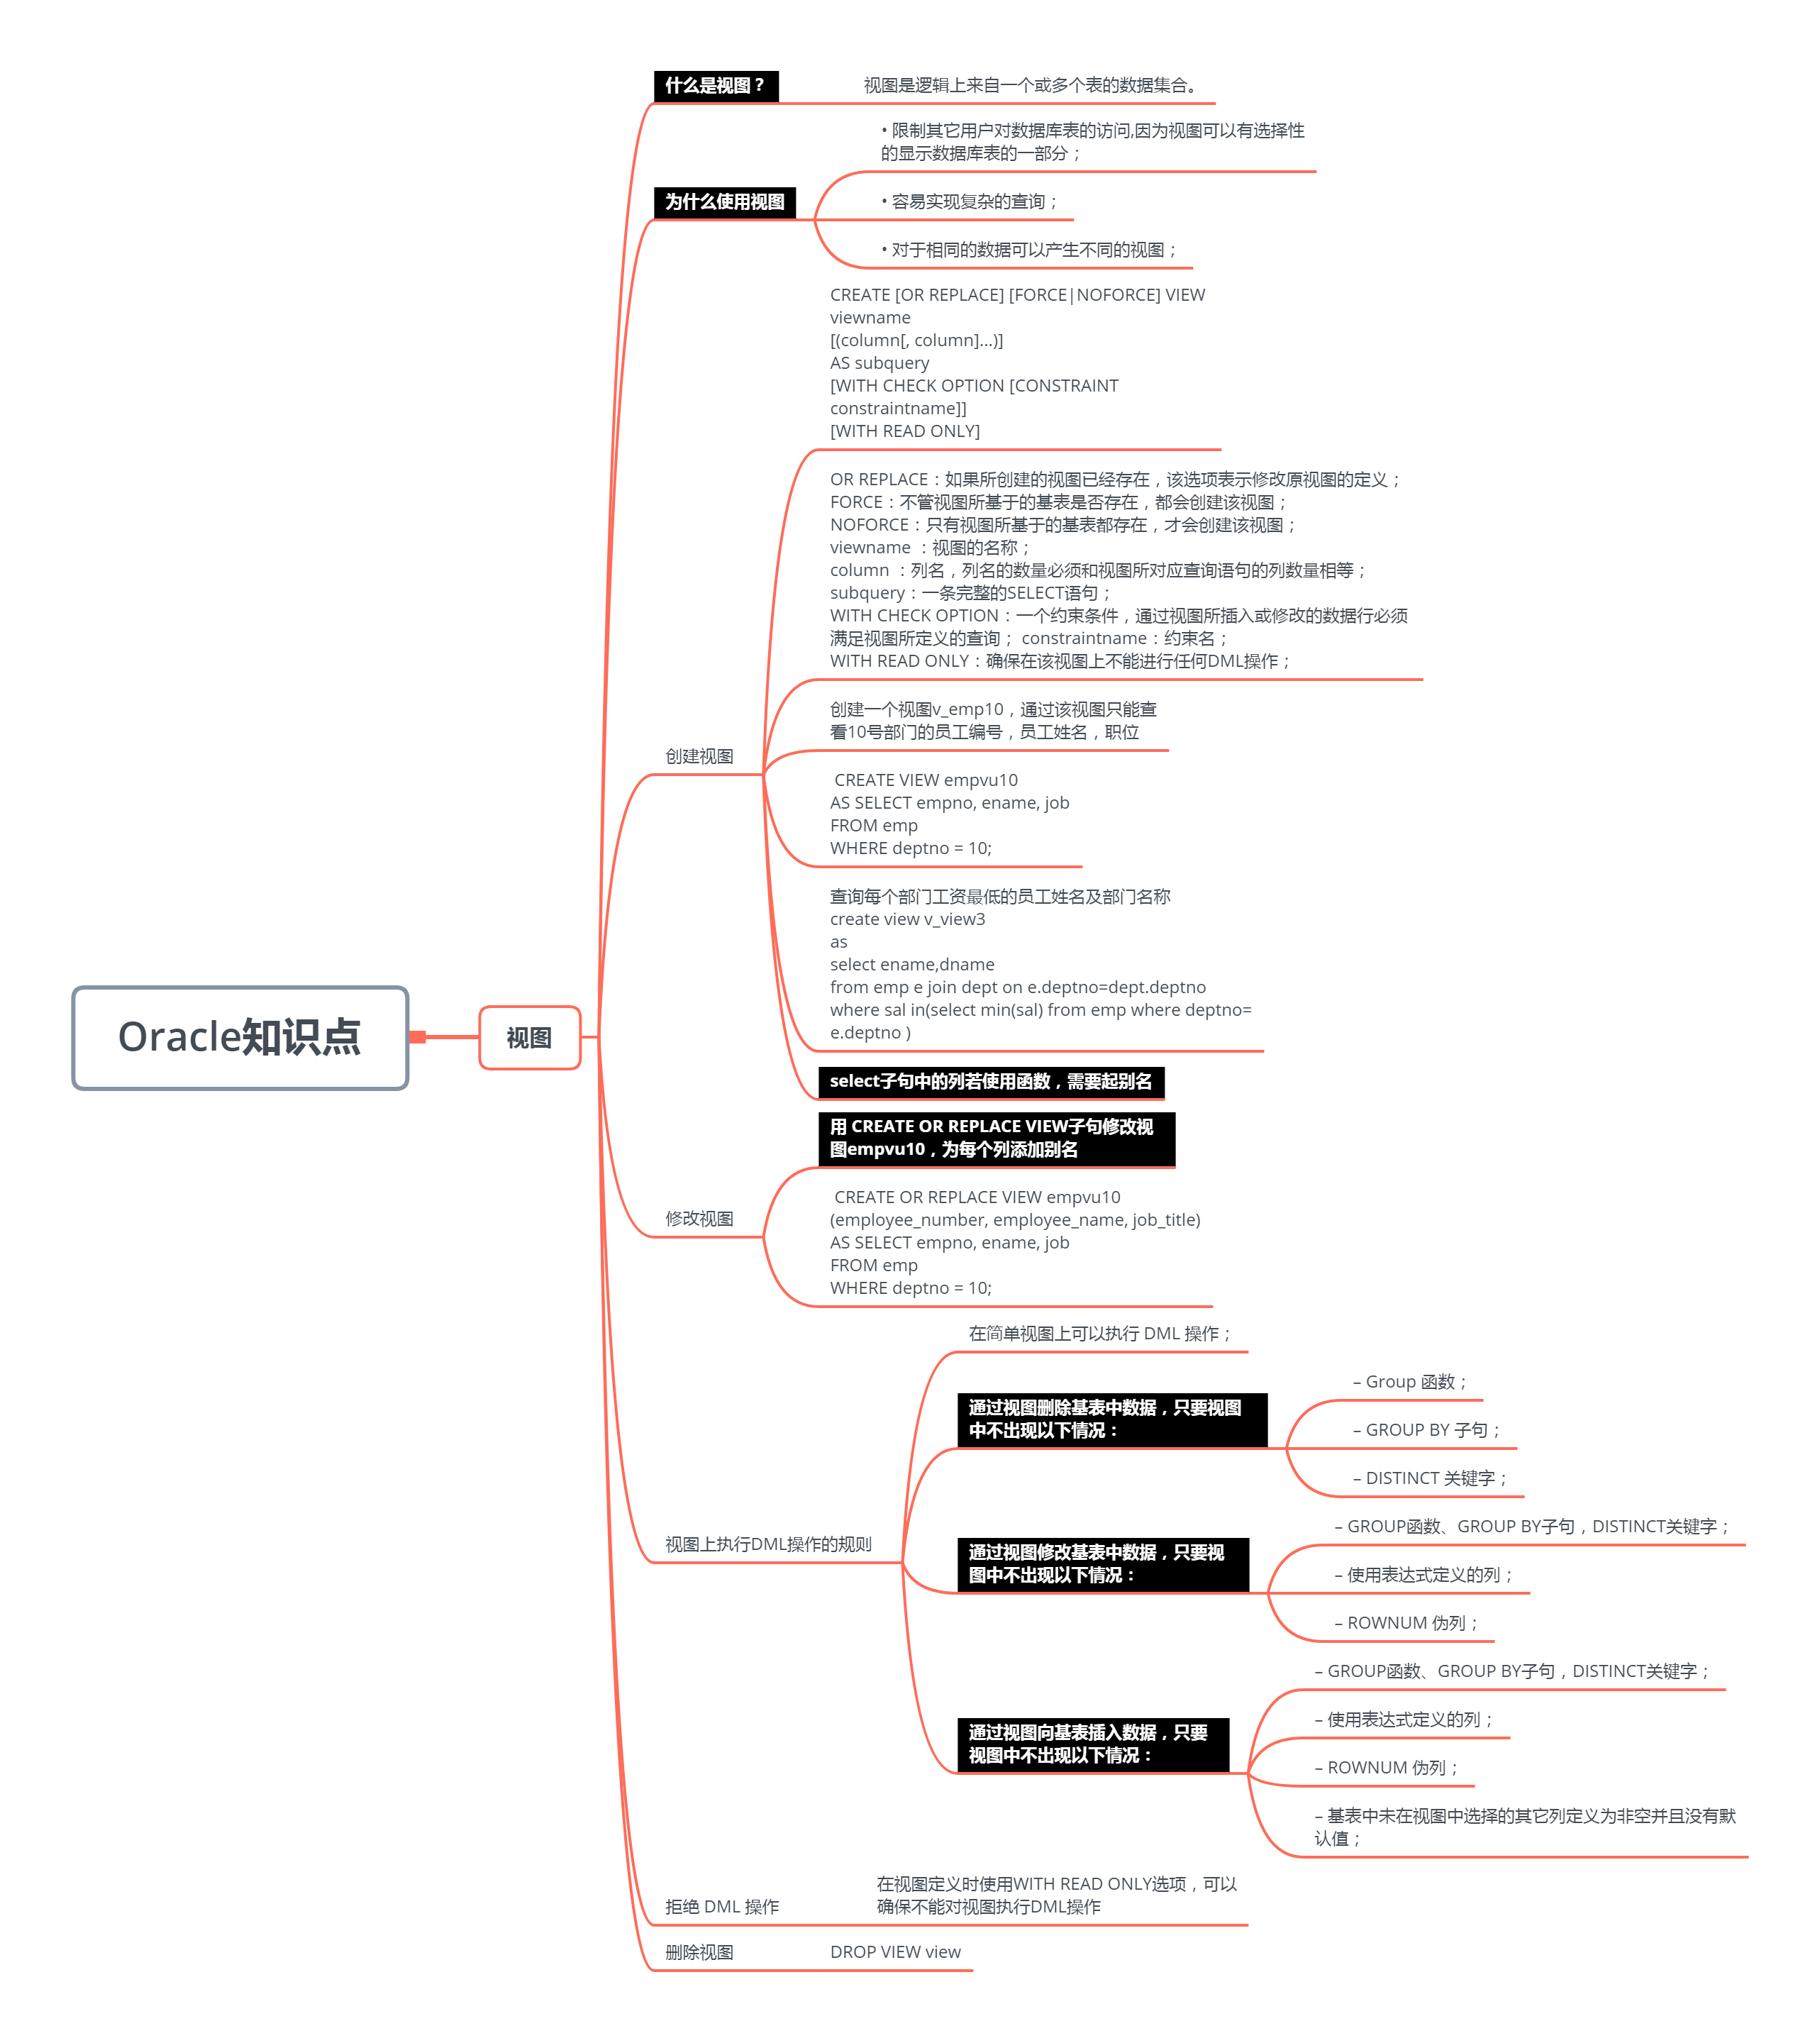 Oracle知识点
视图
什么是视图？
视图是逻辑上来自一个或多个表的数据集合。
为什么使用视图
• 限制其它用户对数据库表的访问,因为视图可以有选择性
的显示数据库表的一部分；
• 容易实现复杂的查询；
• 对于相同的数据可以产生不同的视图；
创建视图
CREATE [OR REPLACE] [FORCE|NOFORCE] VIEW
viewname
[(column[, column]...)]
AS subquery
[WITH CHECK OPTION [CONSTRAINT
constraintname]]
[WITH READ ONLY]
OR REPLACE：如果所创建的视图已经存在，该选项表示修改原视图的定义；
FORCE：不管视图所基于的基表是否存在，都会创建该视图；
NOFORCE：只有视图所基于的基表都存在，才会创建该视图；
viewname ：视图的名称；
column ：列名，列名的数量必须和视图所对应查询语句的列数量相等；
subquery：一条完整的SELECT语句；
WITH CHECK OPTION：一个约束条件，通过视图所插入或修改的数据行必须
满足视图所定义的查询； constraintname：约束名；
WITH READ ONLY：确保在该视图上不能进行任何DML操作；
创建一个视图v_emp10，通过该视图只能查
看10号部门的员工编号，员工姓名，职位
CREATE VIEW empvu10
AS SELECT empno, ename, job
FROM emp
WHERE deptno = 10;
查询每个部门工资最低的员工姓名及部门名称
create view v_view3
as
select ename,dname
from emp e join dept on e.deptno=dept.deptno
where sal in(select min(sal) from emp where deptno=
e.deptno )
select子句中的列若使用函数，需要起别名
修改视图
用 CREATE OR REPLACE VIEW子句修改视
图empvu10，为每个列添加别名
CREATE OR REPLACE VIEW empvu10
(employee_number, employee_name, job_title)
AS SELECT empno, ename, job
FROM emp
WHERE deptno = 10;
视图上执行DML操作的规则
在简单视图上可以执行 DML 操作；
通过视图删除基表中数据，只要视图
中不出现以下情况：
– Group 函数；
– GROUP BY 子句；
– DISTINCT 关键字；
通过视图修改基表中数据，只要视
图中不出现以下情况：
– GROUP函数、GROUP BY子句，DISTINCT关键字；
– 使用表达式定义的列；
– ROWNUM 伪列；
通过视图向基表插入数据，只要
视图中不出现以下情况：
– GROUP函数、GROUP BY子句，DISTINCT关键字；
– 使用表达式定义的列；
– ROWNUM 伪列；
– 基表中未在视图中选择的其它列定义为非空并且没有默
认值；
拒绝 DML 操作
在视图定义时使用WITH READ ONLY选项，可以
确保不能对视图执行DML操作
删除视图
DROP VIEW view